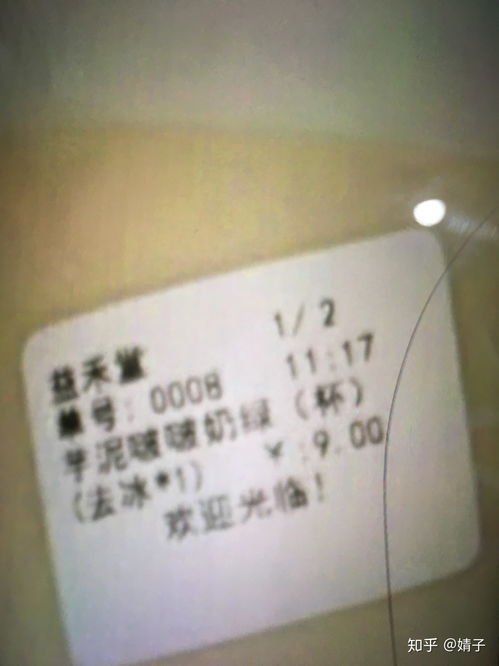 益禾堂 1/2
单号: 0008 11:17
芋泥啵啵奶绿（杯）
(去冰*1) ￥:9.00
欢迎光临!
知乎 @婧子